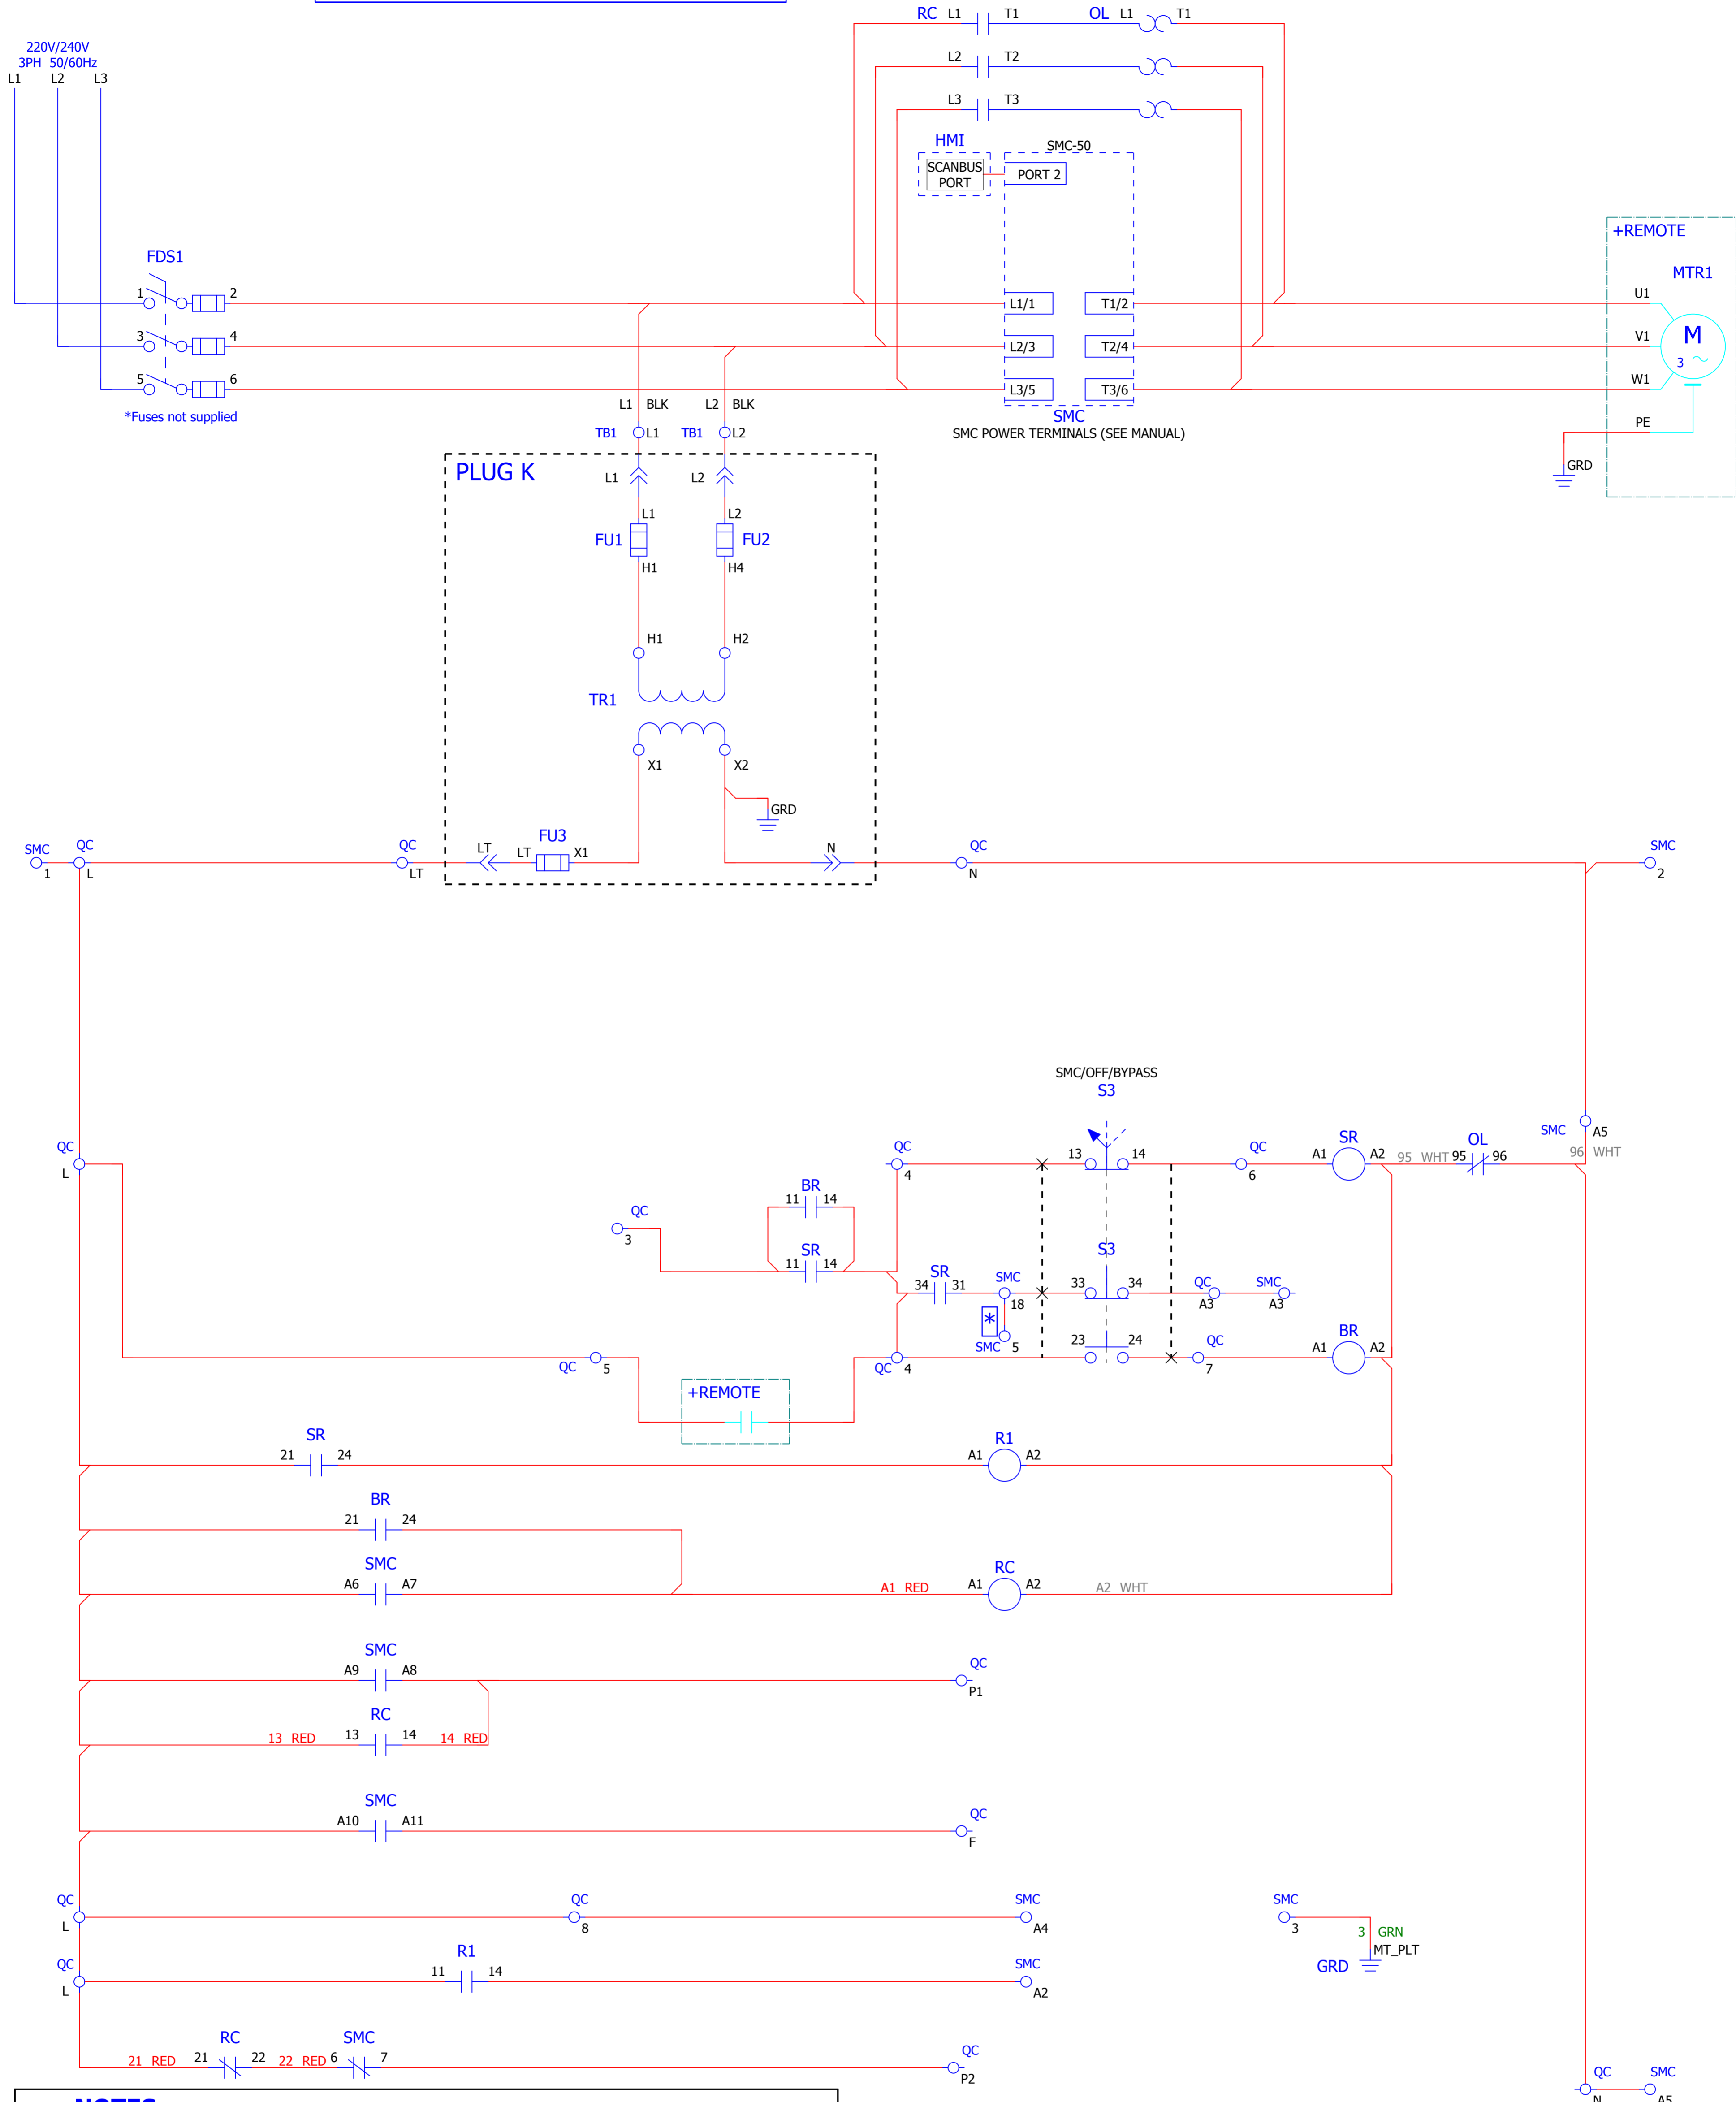 RC L1 T1 OL L1 T1
220V/240V
3PH 50/60Hz
L1 L2 L3
L2 T2
L3 T3
HMI
SMC-50
SCANBUS
PORT
PORT 2
+REMOTE
MTR1
FDS1
1 2
L1/1 T1/2
U1
3 4
L2/3 T2/4
V1
M
3
5 6
L3/5 T3/6
W1
*Fuses not supplied
L1 BLK L2 BLK
SMC
PE
TB1 L1 TB1 L2
SMC POWER TERMINALS (SEE MANUAL)
GRD
PLUG K
L1 L2
L1 L2
FU1 FU2
H1 H4
H1 H2
TR1
X1 X2
GRD
SMC QC QC FU3 QC SMC
LT LT X1 N
1 L LT N 2
SMC/OFF/BYPASS
S3
SMC A5
QC QC 13 14 QC SR OL
A1 A2 95 WHT 95 96 96 WHT
L 4 6
BR
11 14
QC
3
SR
11 14
S3
SR
34 31 SMC 33 34 QC SMC
18 A3 A3
*
SMC 5 23 24 QC BR
A1 A2
QC 5 QC 4 7
+REMOTE
SR
21 24
R1
A1 A2
BR
21 24
SMC
A6 A7
RC
A1 RED A1 A2 A2 WHT
SMC
A9 A8
QC
P1
RC
13 RED 13 14 14 RED
SMC
A10 A11
QC
F
QC QC SMC SMC
L 8 A4 3
3 GRN
MT_PLT
GRD
QC R1 SMC
11 14
L A2
RC SMC
21 RED 21 22 22 RED 6 7
QC
P2
QC SMC
N A5
NOTES